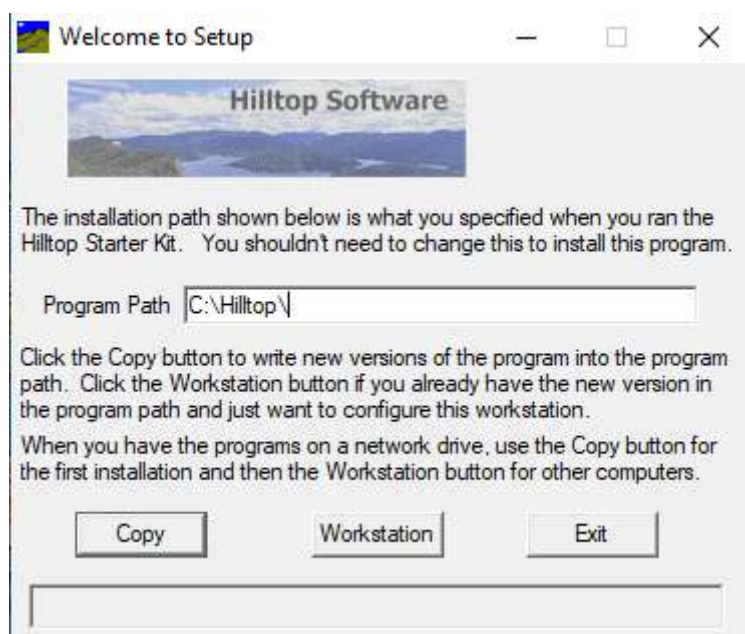 Welcome to Setup
Hilltop Software
The installation path shown below is what you specified when you ran the
Hilltop Starter Kit.   You shouldn't need to change this to install this program.
Program Path C:\Hilltop\
Click the Copy button to write new versions of the program into the program
path.  Click the Workstation button if you already have the new version in
the program path and just want to configure this workstation.
When you have the programs on a network drive, use the Copy button for
the first installation and then the Workstation button for other computers.
Copy Workstation Exit